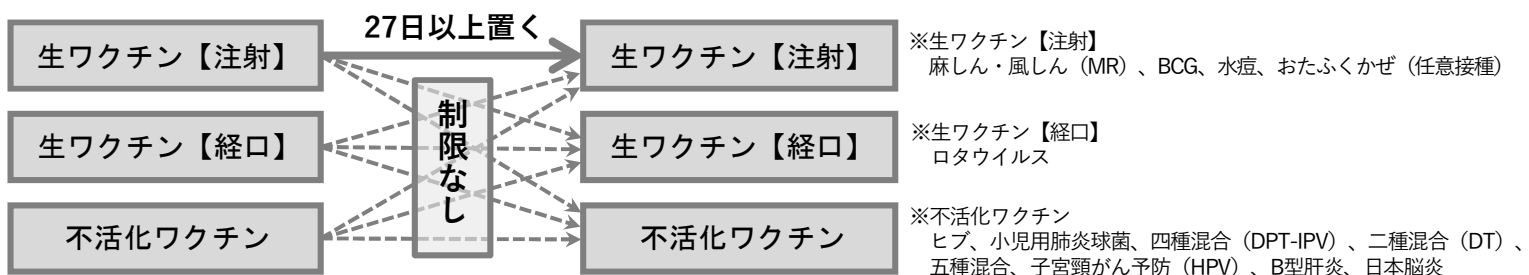 27日以上置く
生ワクチン【注射】
生ワクチン【注射】
※生ワクチン【注射】
麻しん・風しん（MR）、BCG、水痘、おたふくかぜ（任意接種）
制限なし
生ワクチン【経口】
生ワクチン【経口】
※生ワクチン【経口】
ロタウイルス
不活化ワクチン
不活化ワクチン
※不活化ワクチン
ヒブ、小児用肺炎球菌、四種混合（DPT-IPV）、二種混合（DT）、
五種混合、子宮頸がん予防（HPV）、B型肝炎、日本脳炎